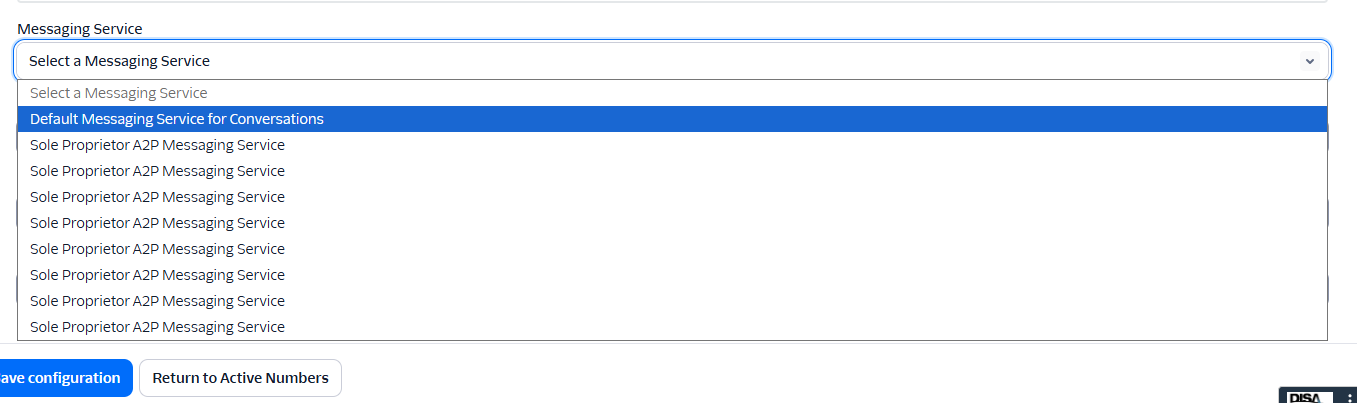 Messaging Service
Select a Messaging Service
Select a Messaging Service
Default Messaging Service for Conversations
Sole Proprietor A2P Messaging Service
Sole Proprietor A2P Messaging Service
Sole Proprietor A2P Messaging Service
Sole Proprietor A2P Messaging Service
Sole Proprietor A2P Messaging Service
Sole Proprietor A2P Messaging Service
Sole Proprietor A2P Messaging Service
Sole Proprietor A2P Messaging Service
ave configuration Return to Active Numbers